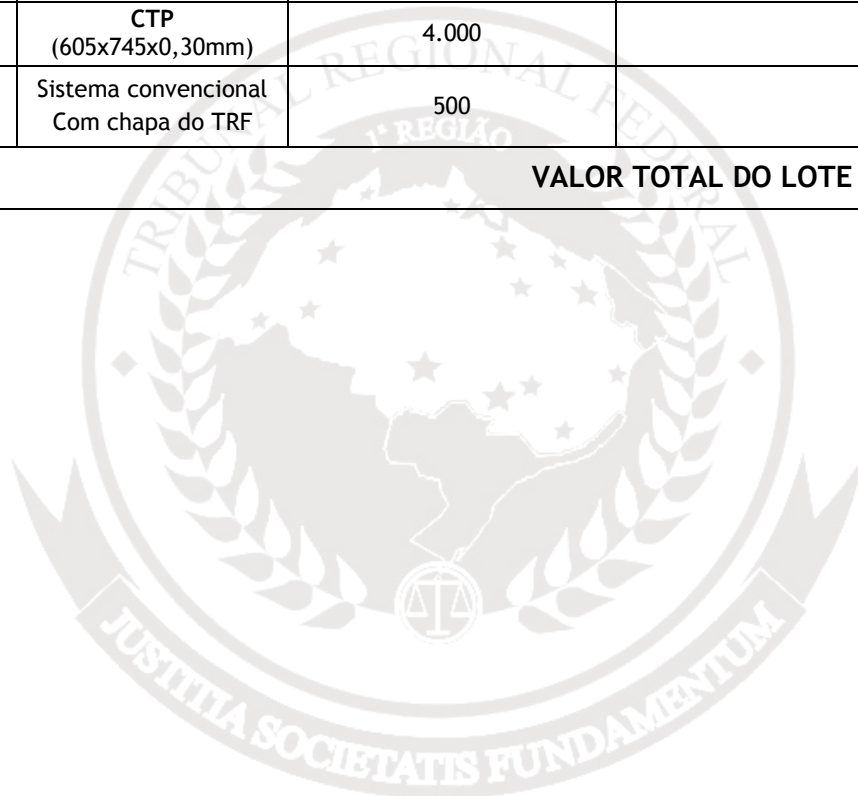 CTP
(605x745x0,30mm)
4.000
Sistema convencional
Com chapa do TRF
500
VALOR TOTAL DO LOTE
TRIBUNAL REGIONAL FEDERAL
1ª REGIÃO
JUSTITIA SOCIETATIS FUNDAMENTUM